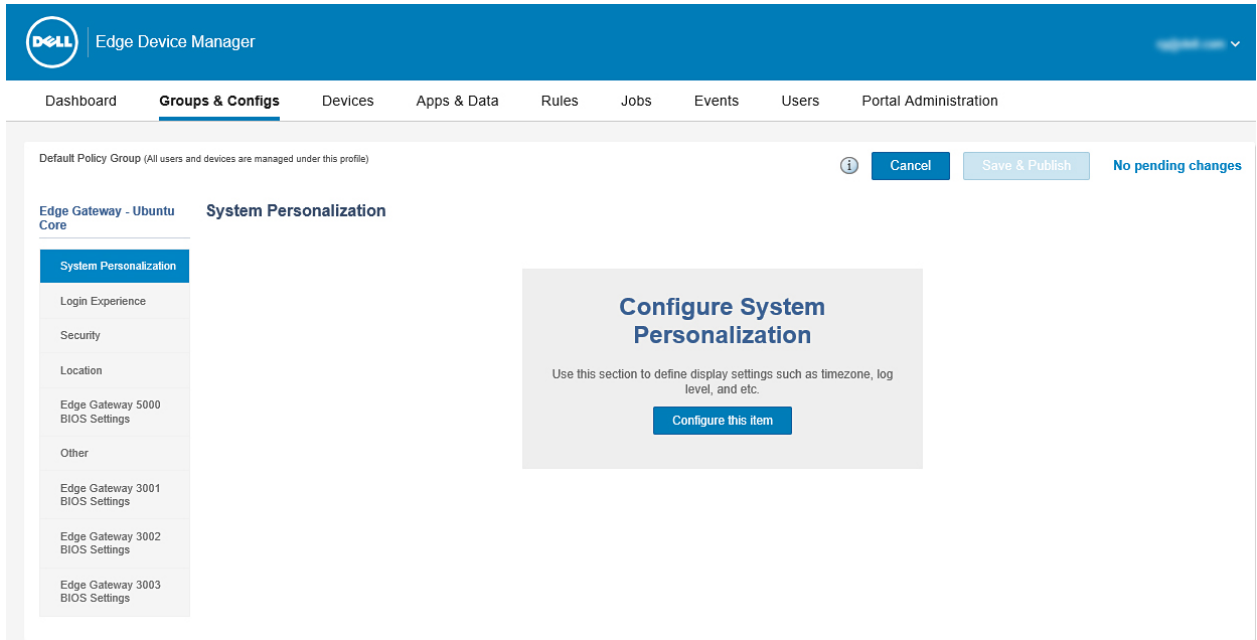 DELL
Edge Device Manager
Dashboard
Groups & Configs
Devices
Apps & Data
Rules
Jobs
Events
Users
Portal Administration
Default Policy Group (All users and devices are managed under this profile)
i
Cancel
Save & Publish
No pending changes
Edge Gateway - Ubuntu
Core
System Personalization
Login Experience
Security
Location
Edge Gateway 5000
BIOS Settings
Other
Edge Gateway 3001
BIOS Settings
Edge Gateway 3002
BIOS Settings
Edge Gateway 3003
BIOS Settings
System Personalization
Configure System
Personalization
Use this section to define display settings such as timezone, log
level, and etc.
Configure this item